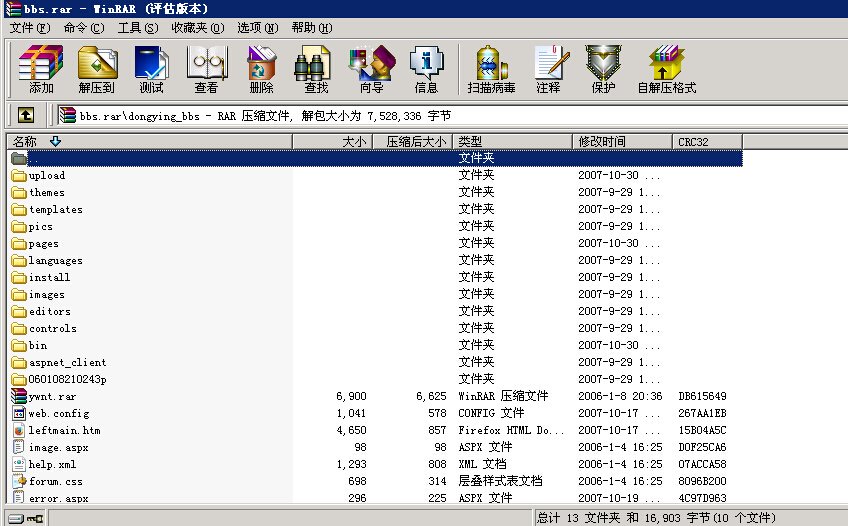 bbs.rar - WinRAR (评估版本)
文件(F) 命令(C) 工具(S) 收藏夹(O) 选项(N) 帮助(H)
添加 解压到 测试 查看 删除 查找 向导 信息 扫描病毒 注释 保护 自解压格式
bbs.rar\dongying_bbs - RAR 压缩文件, 解包大小为 7,528,336 字节
名称 大小 压缩后大小 类型 修改时间 CRC32
.. 文件夹
upload 文件夹 2007-10-30 ...
themes 文件夹 2007-9-29 1...
templates 文件夹 2007-9-29 1...
pics 文件夹 2007-9-29 1...
pages 文件夹 2007-10-30 ...
languages 文件夹 2007-9-29 1...
install 文件夹 2007-9-29 1...
images 文件夹 2007-9-29 1...
editors 文件夹 2007-9-29 1...
controls 文件夹 2007-9-29 1...
bin 文件夹 2007-10-30 ...
aspnet_client 文件夹 2007-9-29 1...
060108210243p 文件夹 2007-9-29 1...
ywnt.rar 6,900 6,625 WinRAR 压缩文件 2006-1-8 20:36 DB615649
web.config 1,041 578 CONFIG 文件 2007-10-17 ... 267AA1EB
leftmain.htm 4,650 857 Firefox HTML Do... 2007-10-17 ... 15B04A5C
image.aspx 98 98 ASPX 文件 2006-1-4 16:25 D0F25CA6
help.xml 1,293 808 XML 文档 2006-1-4 16:25 07ACCA58
forum.css 698 314 层叠样式表文档 2006-1-4 16:25 8096B200
error.aspx 296 225 ASPX 文件 2007-10-19 ... 4C97D963
总计 13 文件夹 和 16,903 字节(10 个文件)